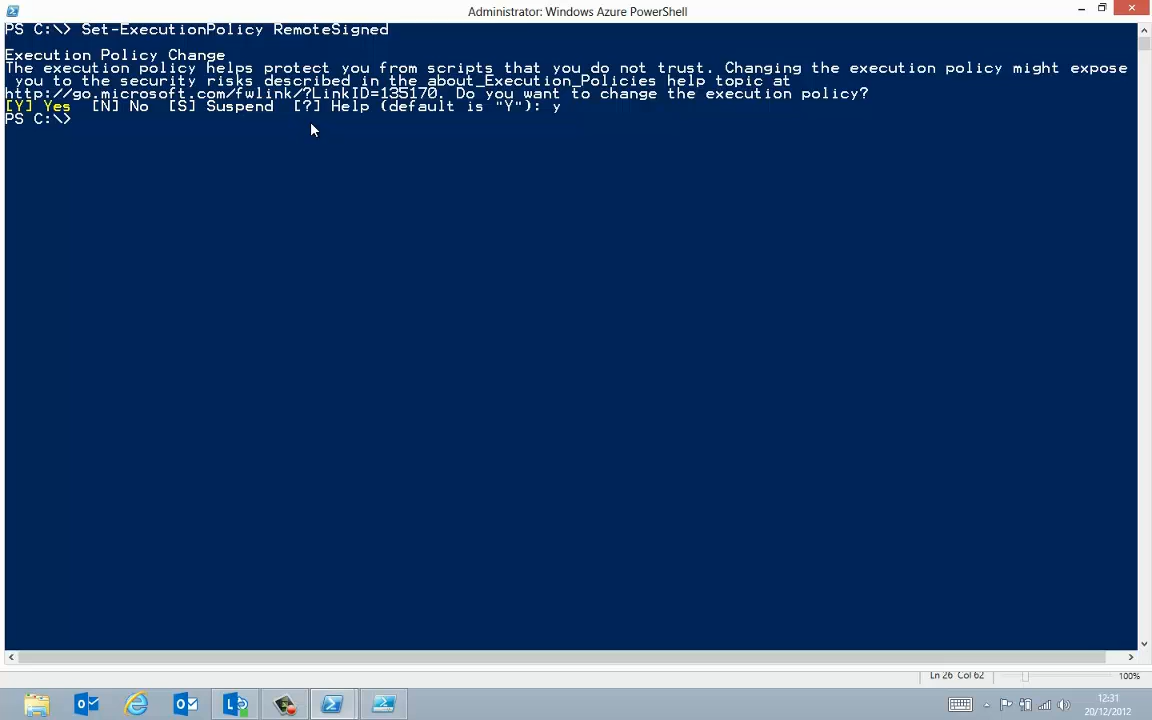 Administrator: Windows Azure PowerShell
PS C:\> Set-ExecutionPolicy RemoteSigned
Execution Policy Change
The execution policy helps protect you from scripts that you do not trust. Changing the execution policy might expose
you to the security risks described in the about_Execution_Policies help topic at
http://go.microsoft.com/fwlink/?LinkID=135170. Do you want to change the execution policy?
[Y] Yes  [N] No  [S] Suspend  [?] Help (default is "Y"): y
PS C:\>
Ln 26 Col 62
100%
12:31
20/12/2012